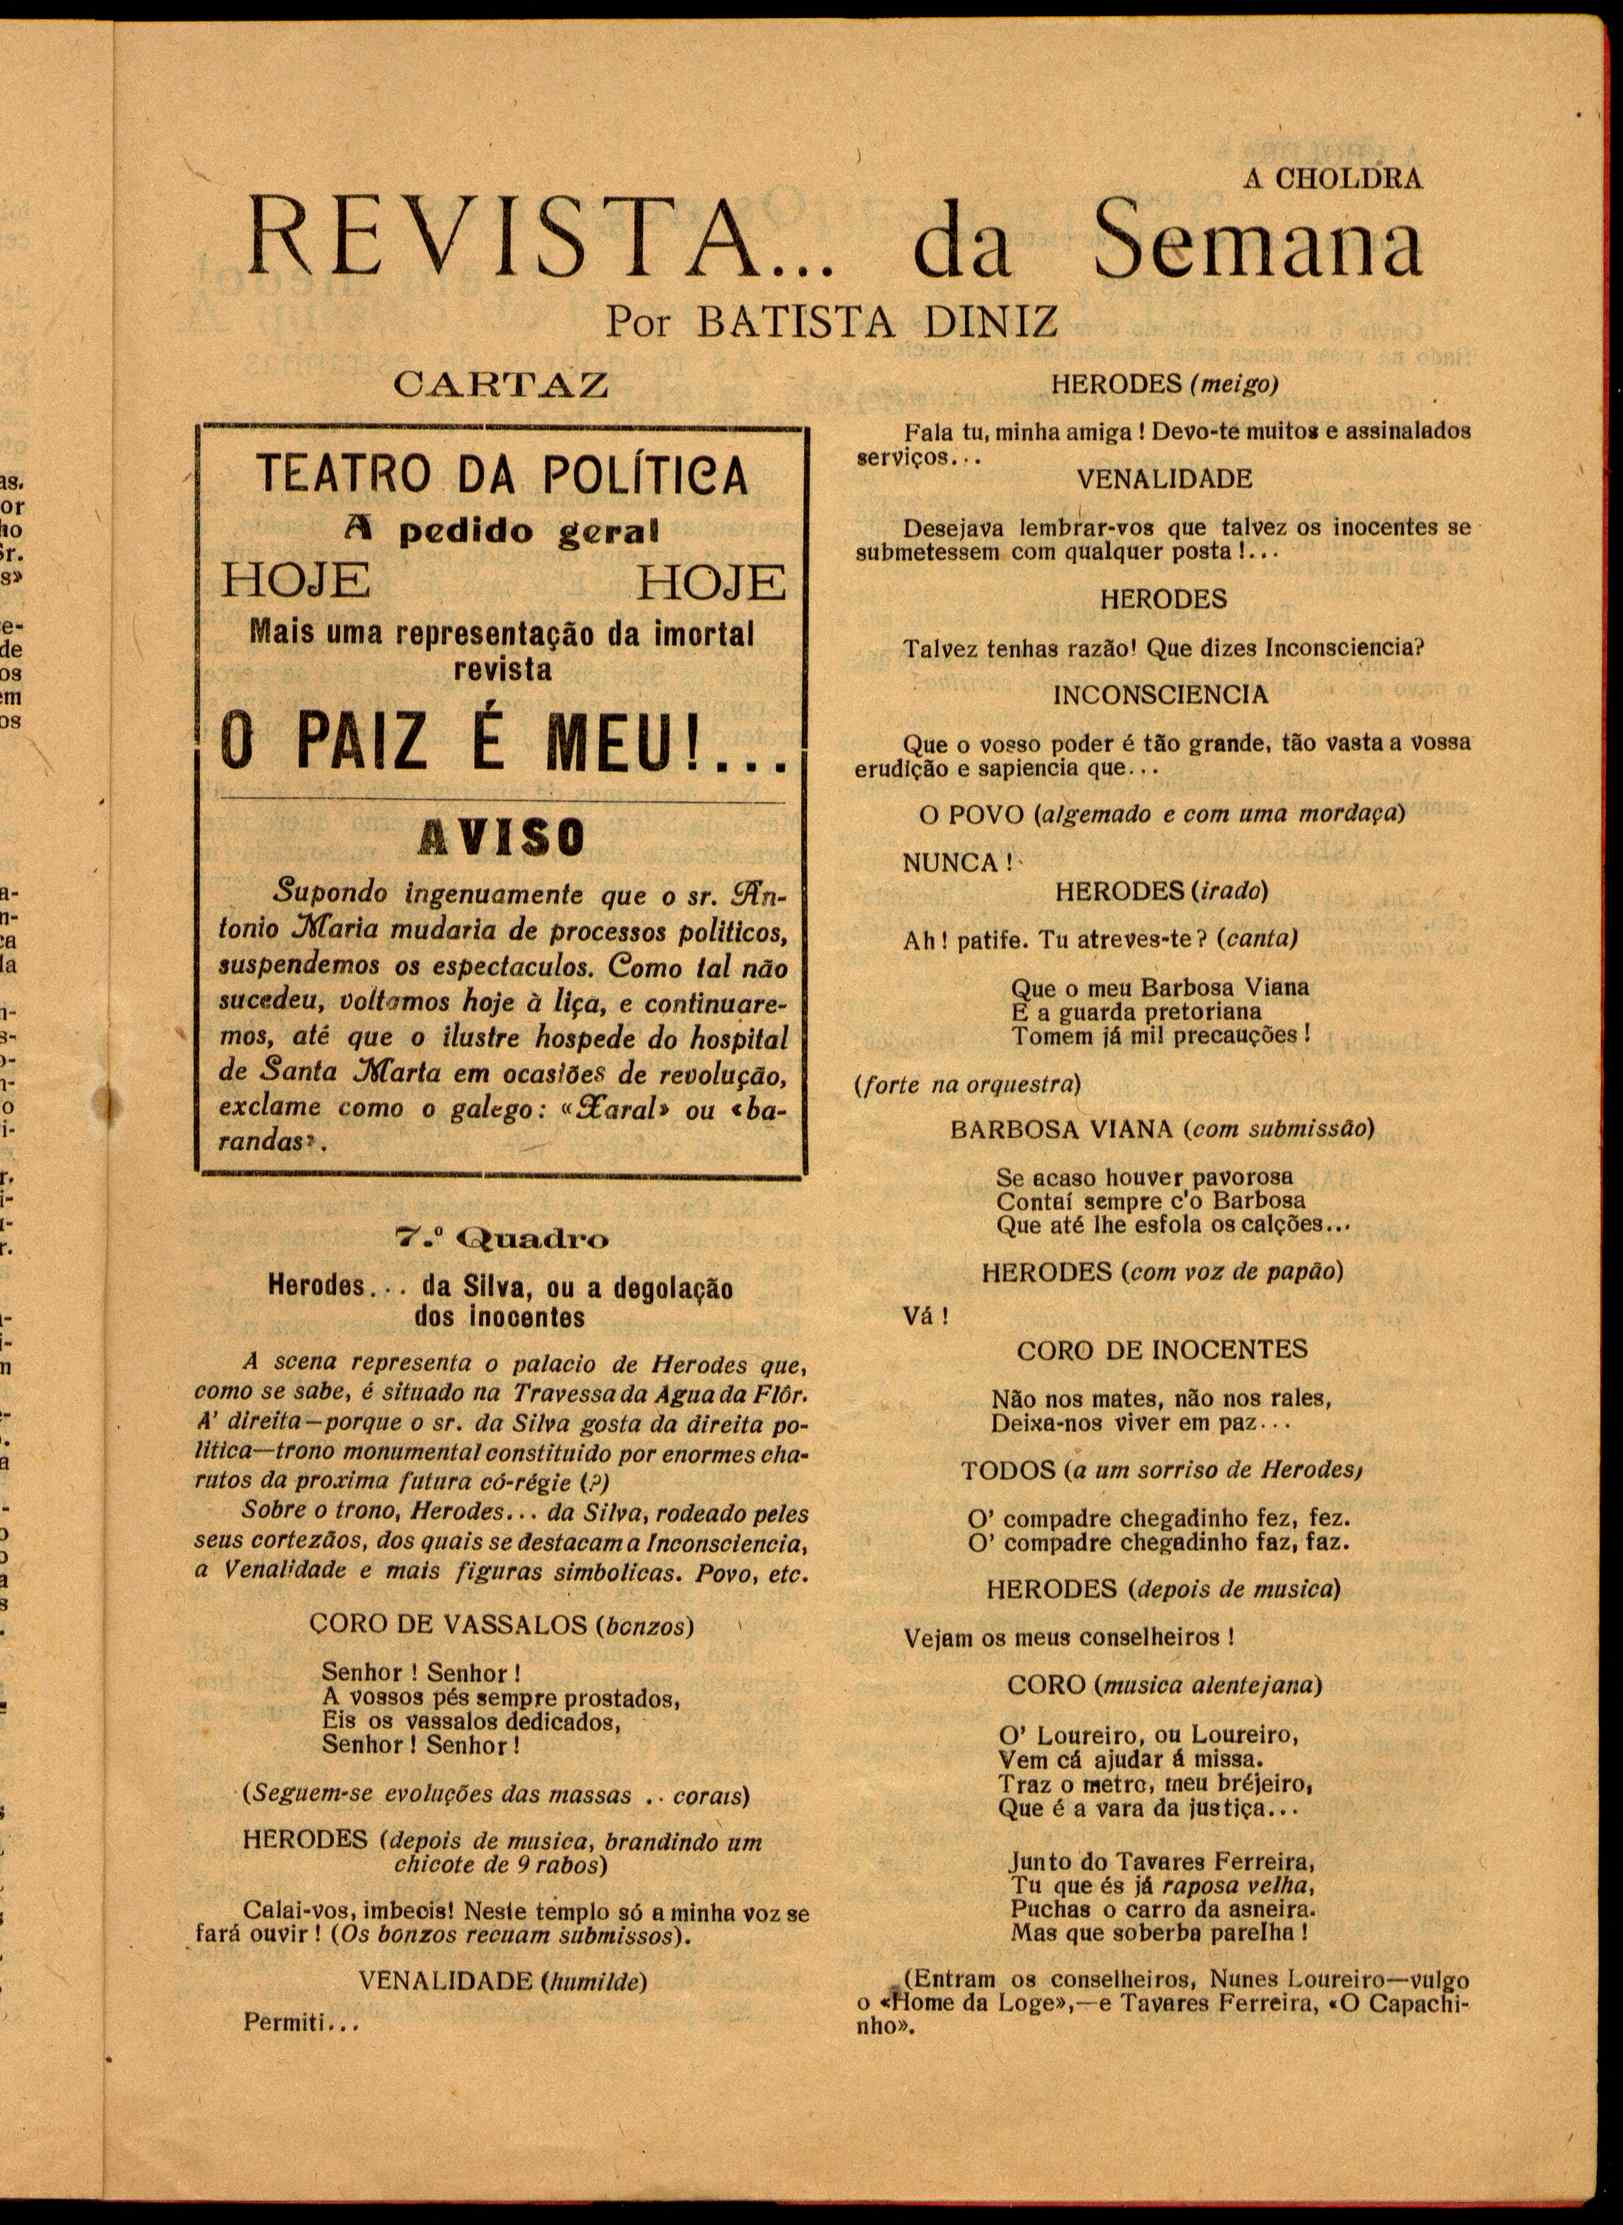 A CHOLDRA
REVISTA... da Semana
Por BATISTA DINIZ
CARTAZ
TEATRO DA POLÍTICA
A pedido geral
HOJE HOJE
Mais uma representação da imortal
revista
O PAIZ É MEU!...
AVISO
Supondo ingenuamente que o sr. An-
tonio Maria mudaria de processos politicos,
suspendemos os espectaculos. Como tal não
sucedeu, voltamos hoje à liça, e continuare-
mos, até que o ilustre hospede do hospital
de Santa Marta em ocasiões de revolução,
exclame como o galego: «Xaral» ou «ba-
randas».
7.º Quadro
Herodes... da Silva, ou a degolação
dos inocentes
A scena representa o palacio de Herodes que,
como se sabe, é situado na Travessa da Agua da Flôr.
A' direita—porque o sr. da Silva gosta da direita po-
litica—trono monumental constituido por enormes cha-
rutos da proxima futura có-régie (?)
Sobre o trono, Herodes... da Silva, rodeado peles
seus cortezãos, dos quais se destacam a Inconsciencia,
a Venalidade e mais figuras simbolicas. Povo, etc.
CORO DE VASSALOS (bonzos)
Senhor ! Senhor !
A vossos pés sempre prostados,
Eis os vassalos dedicados,
Senhor ! Senhor !
(Seguem-se evoluções das massas .. corais)
HERODES (depois de musica, brandindo um
chicote de 9 rabos)
Calai-vos, imbecis! Neste templo só a minha voz se
fará ouvir ! (Os bonzos recuam submissos).
VENALIDADE (humilde)
Permiti...
HERODES (meigo)
Fala tu, minha amiga ! Devo-te muitos e assinalados
serviços...
VENALIDADE
Desejava lembrar-vos que talvez os inocentes se
submetessem com qualquer posta !...
HERODES
Talvez tenhas razão! Que dizes Inconsciencia?
INCONSCIENCIA
Que o vosso poder é tão grande, tão vasta a vossa
erudição e sapiencia que...
O POVO (algemado e com uma mordaça)
NUNCA !
HERODES (irado)
Ah ! patife. Tu atreves-te ? (canta)
Que o meu Barbosa Viana
E a guarda pretoriana
Tomem já mil precauções !
(forte na orquestra)
BARBOSA VIANA (com submissão)
Se acaso houver pavorosa
Contai sempre c'o Barbosa
Que até lhe esfola os calções...
HERODES (com voz de papão)
Vá !
CORO DE INOCENTES
Não nos mates, não nos rales,
Deixa-nos viver em paz...
TODOS (a um sorriso de Herodes)
O' compadre chegadinho fez, fez.
O' compadre chegadinho faz, faz.
HERODES (depois de musica)
Vejam os meus conselheiros !
CORO (musica alentejana)
O' Loureiro, ou Loureiro,
Vem cá ajudar á missa.
Traz o metro, meu bréjeiro,
Que é a vara da justiça...
Junto do Tavares Ferreira,
Tu que és já raposa velha,
Puchas o carro da asneira.
Mas que soberba parelha !
(Entram os conselheiros, Nunes Loureiro—vulgo
o «Home da Loge»,—e Tavares Ferreira, «O Capachi-
nho».